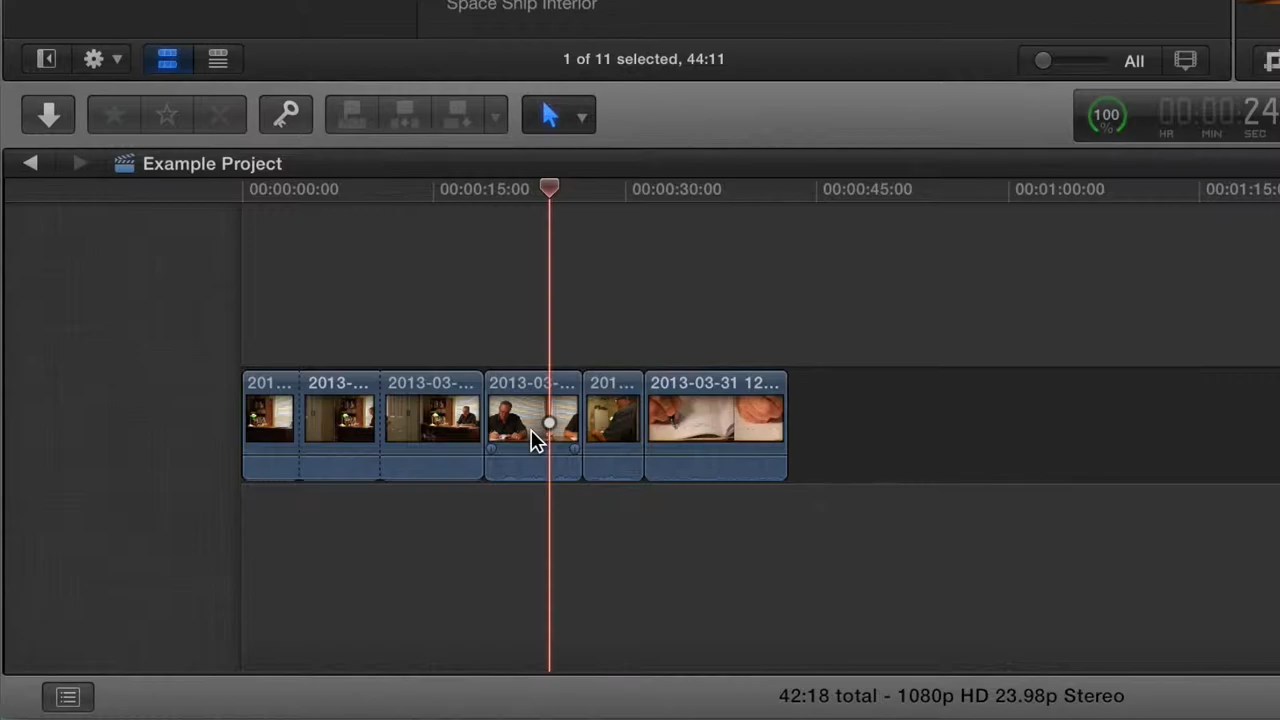 Space Ship Interior
1 of 11 selected, 44:11
All
100
%
00:00:24
HR MIN SEC
Example Project
00:00:00:00 00:00:15:00 00:00:30:00 00:00:45:00 00:01:00:00 00:01:15:
201... 2013-... 2013-03-... 2013-03-... 201... 2013-03-31 12...
42:18 total - 1080p HD 23.98p Stereo